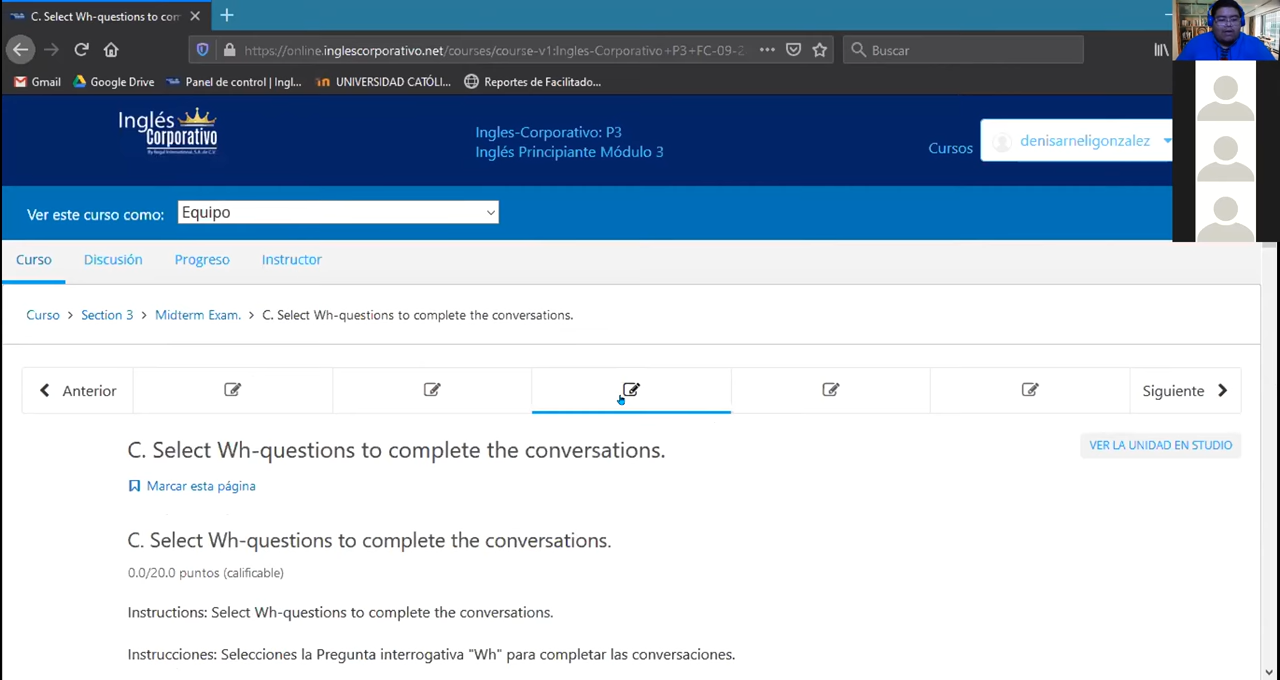 C. Select Wh-questions to com
https://online.inglescorporativo.net/courses/course-v1:Ingles-Corporativo+P3+FC-09-2
Buscar
Gmail
Google Drive
Panel de control | Ingl...
UNIVERSIDAD CATÓLI...
Reportes de Facilitado...
Inglés
Corporativo
Ingles-Corporativo: P3
Inglés Principiante Módulo 3
Cursos
denisarneligonzalez
Ver este curso como:
Equipo
Curso
Discusión
Progreso
Instructor
Curso > Section 3 > Midterm Exam. > C. Select Wh-questions to complete the conversations.
Anterior
Siguiente
C. Select Wh-questions to complete the conversations.
VER LA UNIDAD EN STUDIO
Marcar esta página
C. Select Wh-questions to complete the conversations.
0.0/20.0 puntos (calificable)
Instructions: Select Wh-questions to complete the conversations.
Instrucciones: Selecciones la Pregunta interrogativa "Wh" para completar las conversaciones.